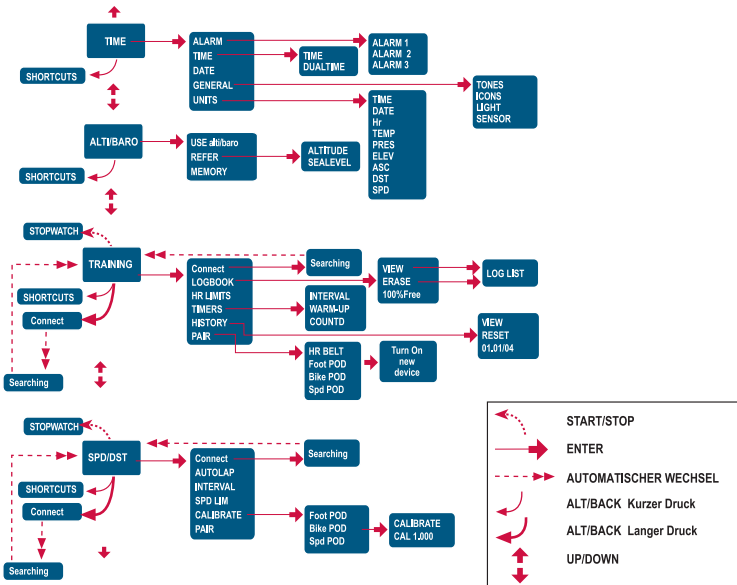 TIME
SHORTCUTS
ALARM
TIME
DATE
GENERAL
UNITS
TIME
DUALTIME
ALARM 1
ALARM 2
ALARM 3
TONES
ICONS
LIGHT
SENSOR
TIME
DATE
Hr
TEMP
PRES
ELEV
ASC
DST
SPD
ALTI/BARO
SHORTCUTS
USE alti/baro
REFER
MEMORY
ALTITUDE
SEALEVEL
STOPWATCH
TRAINING
SHORTCUTS
Connect
Searching
Connect
LOGBOOK
HR LIMITS
TIMERS
HISTORY
PAIR
Searching
VIEW
ERASE
100%Free
LOG LIST
INTERVAL
WARM-UP
COUNTD
VIEW
RESET
01.01/04
HR BELT
Foot POD
Bike POD
Spd POD
Turn On
new
device
STOPWATCH
SPD/DST
SHORTCUTS
Connect
Searching
Connect
AUTOLAP
INTERVAL
SPD LIM
CALIBRATE
PAIR
Searching
Foot POD
Bike POD
Spd POD
CALIBRATE
CAL 1.000
START/STOP
ENTER
AUTOMATISCHER WECHSEL
ALT/BACK Kurzer Druck
ALT/BACK Langer Druck
UP/DOWN